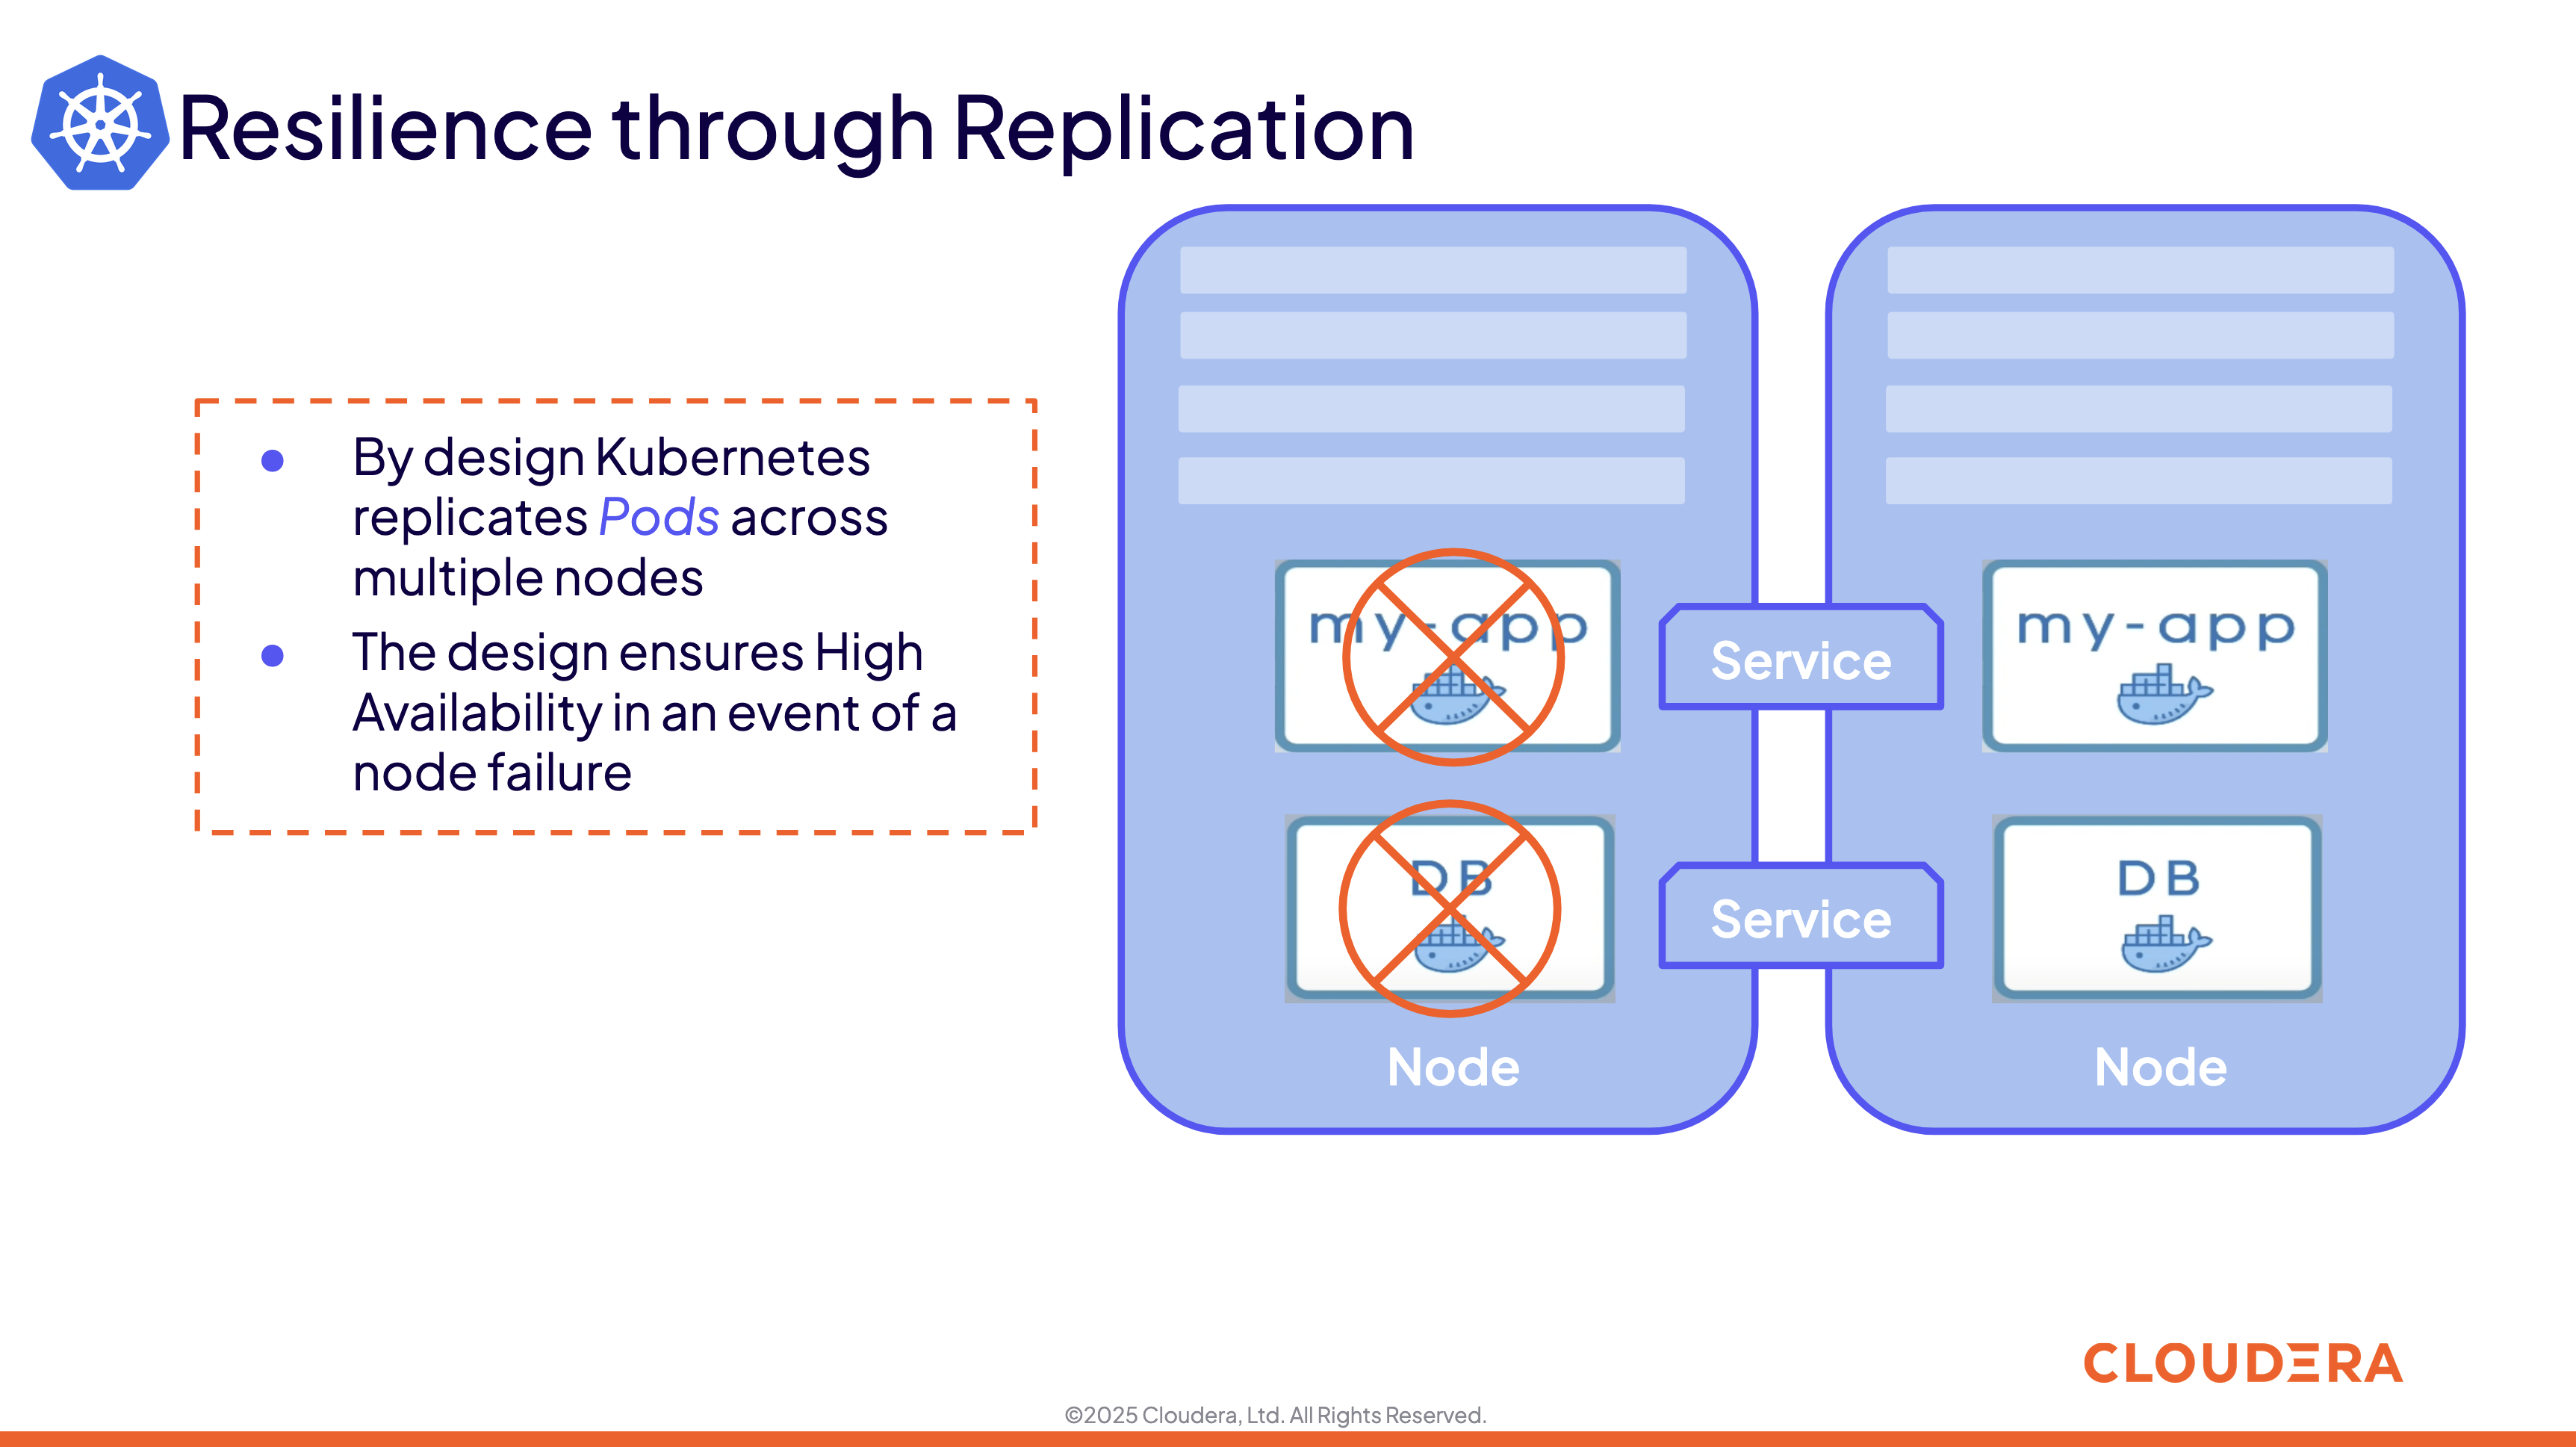 Resilience through Replication
By design Kubernetes
replicates Pods across
multiple nodes
The design ensures High
Availability in an event of a
node failure
my-app
Service
my-app
DB
Service
DB
Node
Node
CLOUDERA
©2025 Cloudera, Ltd. All Rights Reserved.